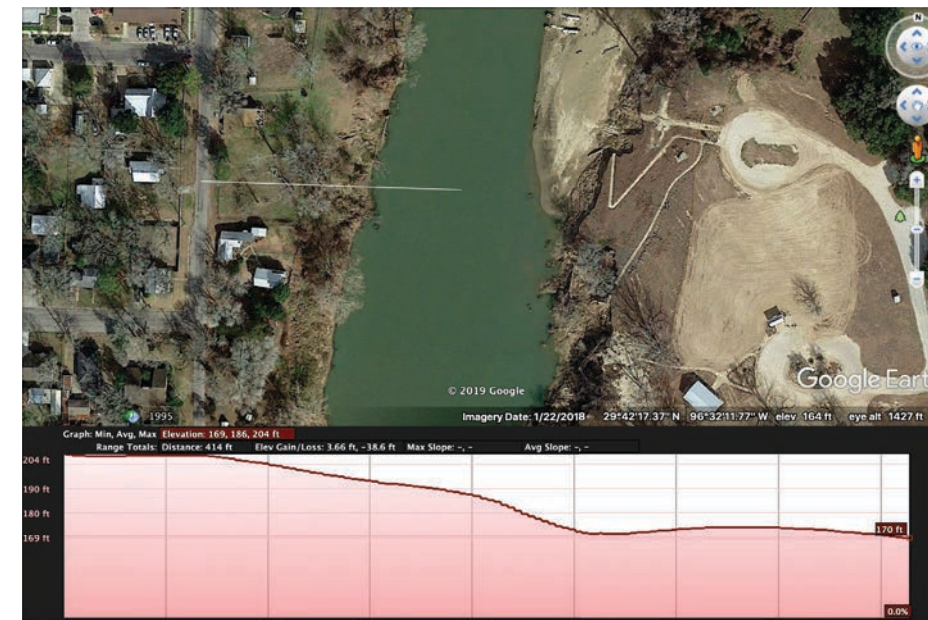 N
© 2019 Google
Google Eart
1995
Imagery Date: 1/22/2018 29°42'17.37" N 96°32'11.77" W elev 164 ft eye alt 1427 ft
Graph: Min, Avg, Max Elevation: 169, 186, 204 ft
Range Totals: Distance: 414 ft Elev Gain/Loss: 3.66 ft, -38.6 ft Max Slope: -, - Avg Slope: -, -
204 ft
190 ft
180 ft
169 ft
170 ft
0.0%